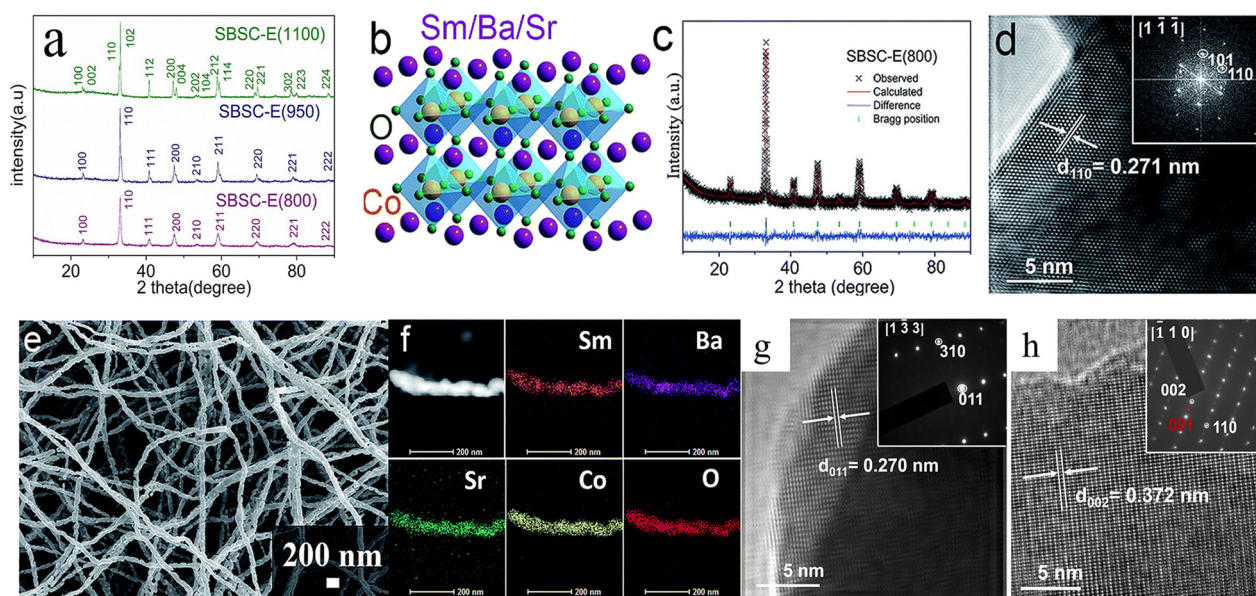 a
intensity(a.u)
SBSC-E(1100)
100
002
110
102
112
200
004
202
104
212
114
220
221
302
223
224
SBSC-E(950)
100
110
111
200
210
211
220
221
222
SBSC-E(800)
100
110
111
200
210
211
220
221
222
20 40 60 80
2 theta(degree)
b
Sm/Ba/Sr
O
Co
c
Intensity (a.u.)
SBSC-E(800)
Observed
Calculated
Difference
Bragg position
20 40 60 80
2 theta(degree)
d
[1 1̄ 1̄]
101
110
d110= 0.271 nm
5 nm
e
200 nm
f
Sm
Ba
200 nm
200 nm
200 nm
Sr
Co
O
200 nm
200 nm
200 nm
g
[1 3̄ 3]
310
011
d011= 0.270 nm
5 nm
h
[1̄ 1 0]
002
001
110
d002= 0.372 nm
5 nm